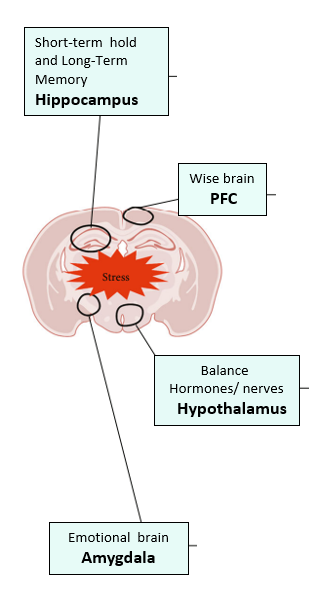 Short-term hold
and Long-Term
Memory
Hippocampus
Wise brain
PFC
Stress
Balance
Hormones/ nerves
Hypothalamus
Emotional brain
Amygdala